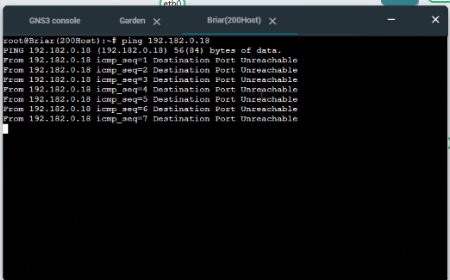 eth0
GNS3 console
Garden
Briar(200Host)
root@Briar(200Host):~# ping 192.182.0.18
PING 192.182.0.18 (192.182.0.18) 56(84) bytes of data.
From 192.182.0.18 icmp_seq=1 Destination Port Unreachable
From 192.182.0.18 icmp_seq=2 Destination Port Unreachable
From 192.182.0.18 icmp_seq=3 Destination Port Unreachable
From 192.182.0.18 icmp_seq=4 Destination Port Unreachable
From 192.182.0.18 icmp_seq=5 Destination Port Unreachable
From 192.182.0.18 icmp_seq=6 Destination Port Unreachable
From 192.182.0.18 icmp_seq=7 Destination Port Unreachable